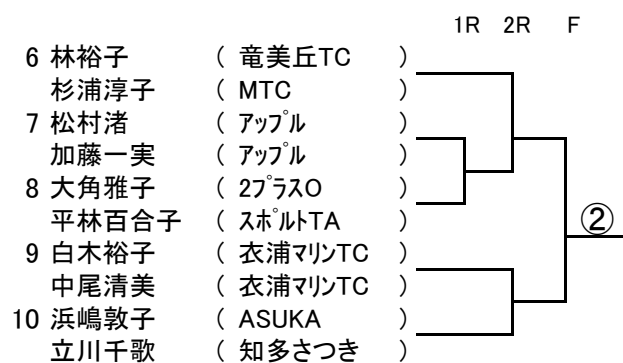 1R 2R F
6 林裕子 ( 竜美丘TC )
杉浦淳子 ( MTC )
7 松村渚 ( ｱｯﾌﾟﾙ )
加藤一実 ( ｱｯﾌﾟﾙ )
8 大角雅子 ( 2ﾌﾟﾗｽO )
平林百合子 ( ｽﾎﾟﾙﾄTA )
②
9 白木裕子 ( 衣浦ﾏﾘﾝTC )
中尾清美 ( 衣浦ﾏﾘﾝTC )
10 浜嶋敦子 ( ASUKA )
立川千歌 ( 知多さつき )